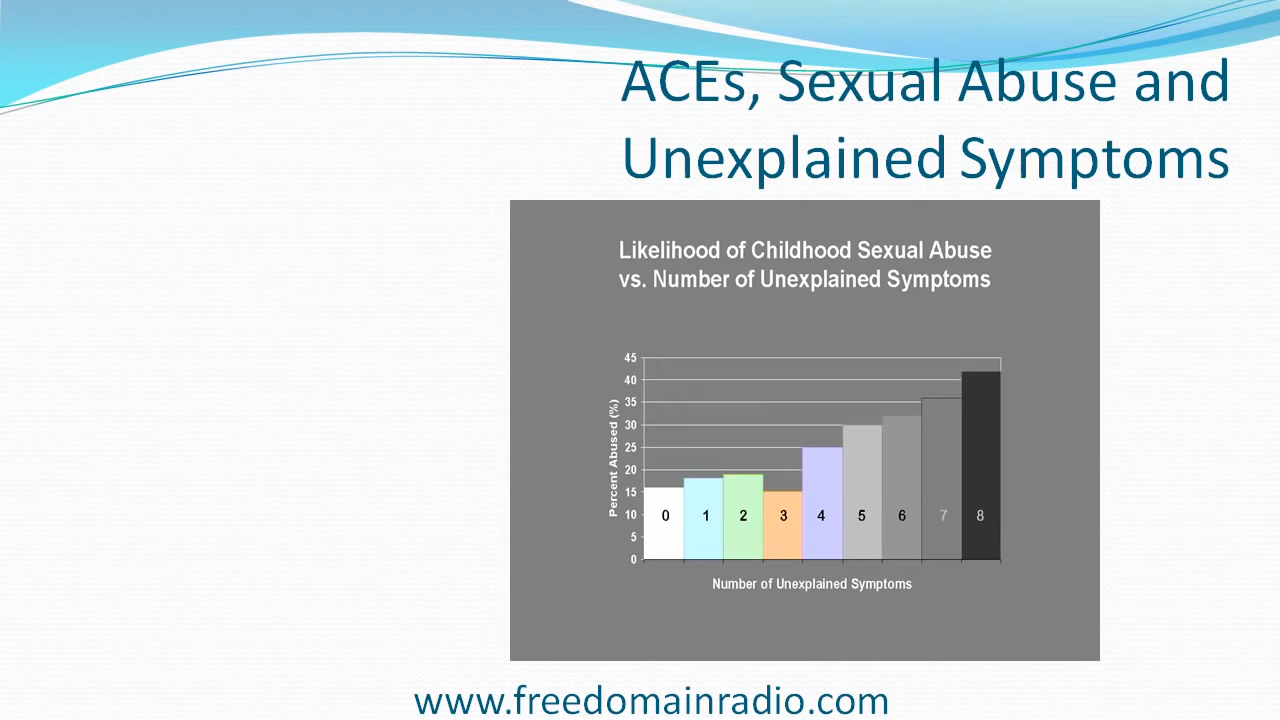 ACEs, Sexual Abuse and
Unexplained Symptoms
Likelihood of Childhood Sexual Abuse
vs. Number of Unexplained Symptoms
Percent Abused (%)
45
40
35
30
25
20
15
10
5
0
0 1 2 3 4 5 6 7 8
Number of Unexplained Symptoms
www.freedomainradio.com